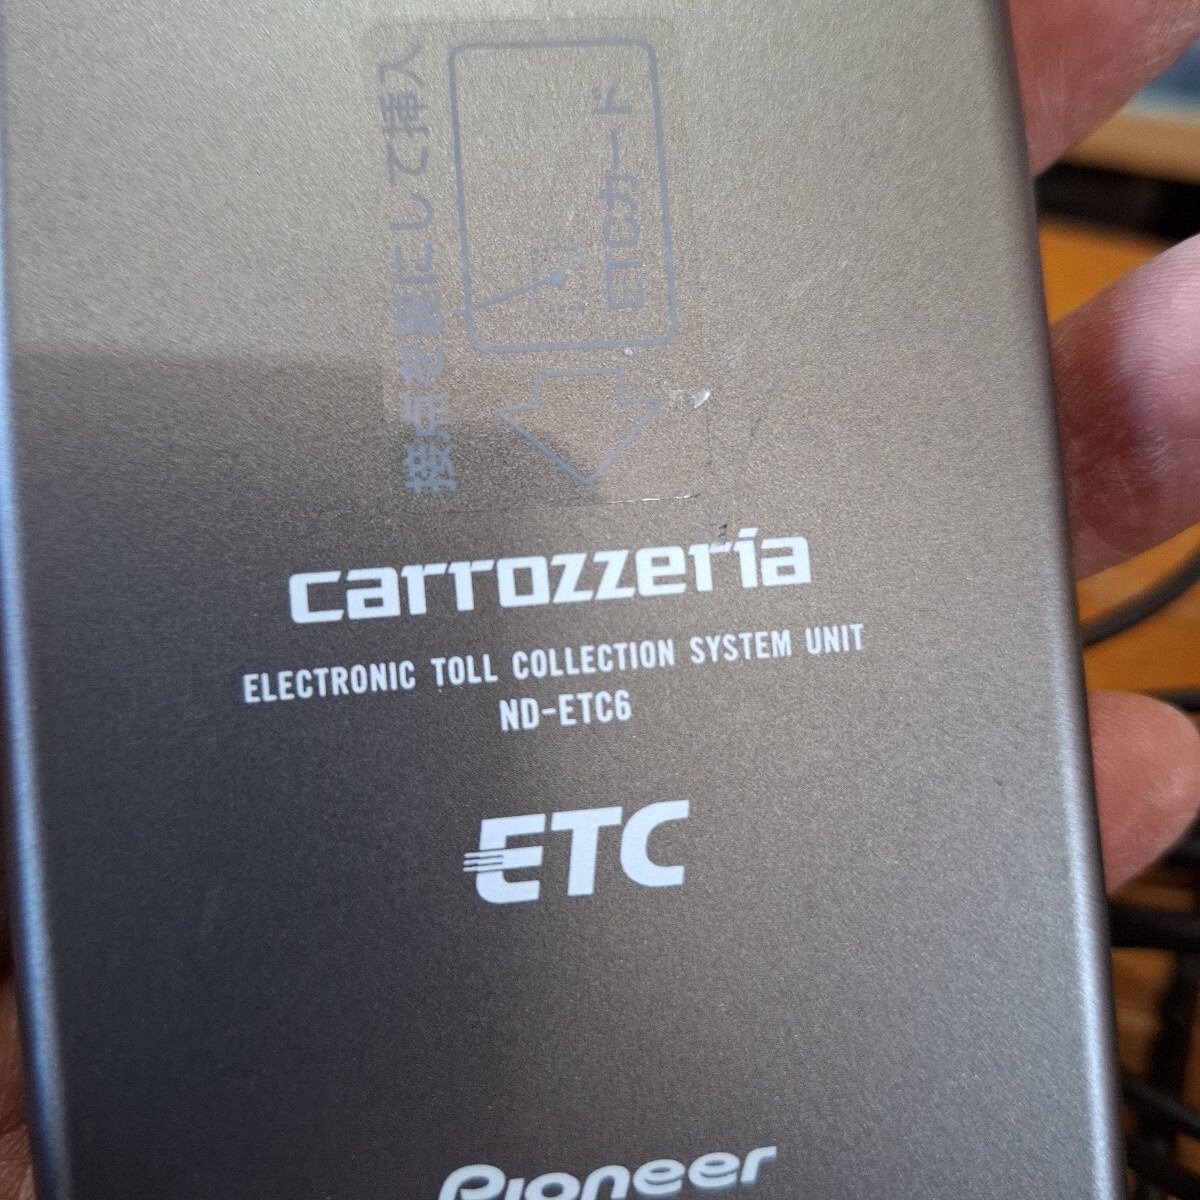 接点を裏にして挿入
ETCカード
carrozzeria
ELECTRONIC TOLL COLLECTION SYSTEM UNIT
ND-ETC6
ETC
Pioneer